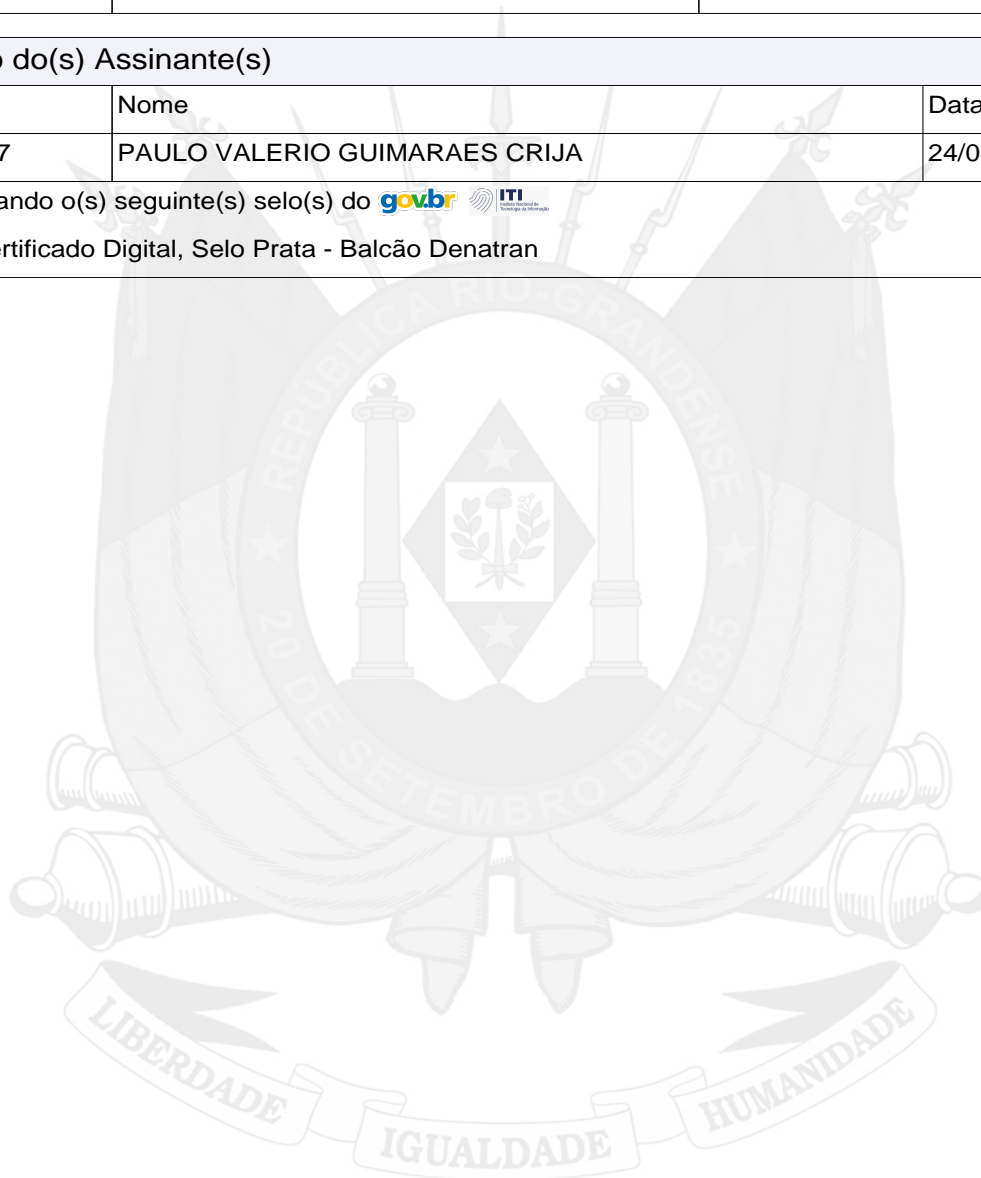 o do(s) Assinante(s)
Nome
Data
7
PAULO VALERIO GUIMARAES CRIJA
24/0
ando o(s) seguinte(s) selo(s) do gov.br ITI
ertificado Digital, Selo Prata - Balcão Denatran
REPÚBLICA RIO-GRANDENSE
20 DE SETEMBRO DE 1835
LIBERDADE
IGUALDADE
HUMANIDADE